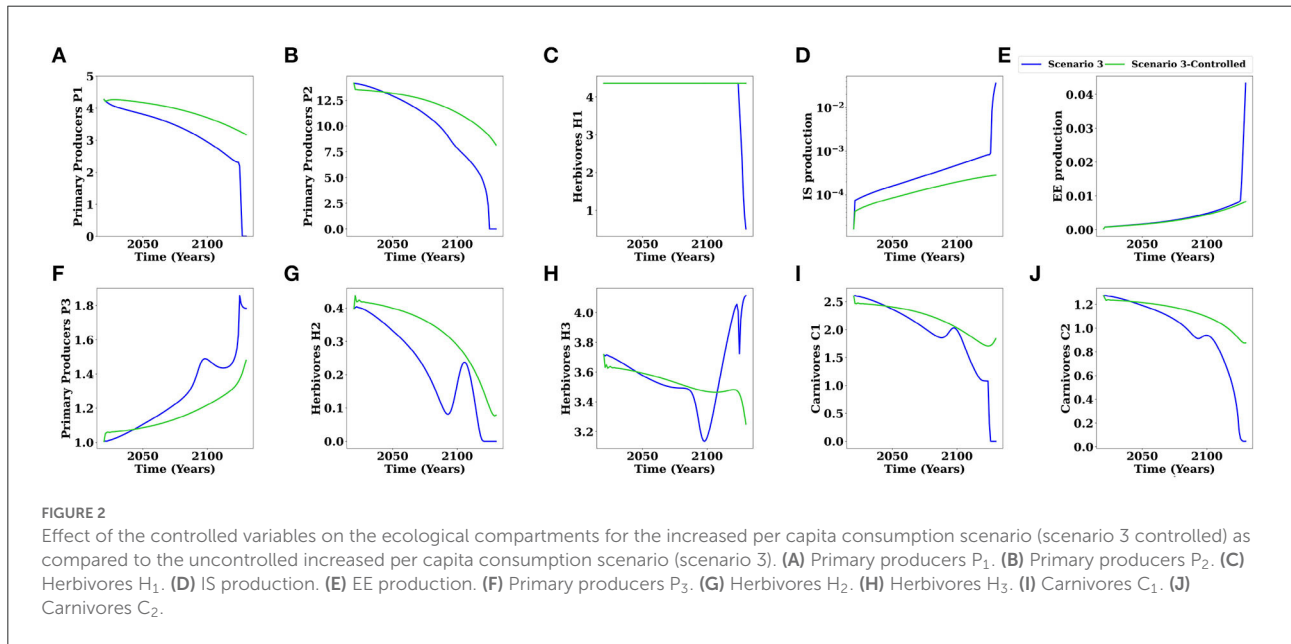 A
B
C
D
E
Scenario 3
Scenario 3-Controlled
Primary Producers P1
5
4
3
2
1
0
2050
2100
Time (Years)
Primary Producers P2
12.5
10.0
7.5
5.0
2.5
0.0
2050
2100
Time (Years)
Herbivores H1
4
3
2
1
2050
2100
Time (Years)
IS production
10⁻²
10⁻³
10⁻⁴
2050
2100
Time (Years)
EE production
0.04
0.03
0.02
0.01
0.00
2050
2100
Time (Years)
F
G
H
I
J
Primary Producers P3
1.8
1.6
1.4
1.2
1.0
2050
2100
Time (Years)
Herbivores H2
0.4
0.3
0.2
0.1
0.0
2050
2100
Time (Years)
Herbivores H3
4.0
3.8
3.6
3.4
3.2
2050
2100
Time (Years)
Carnivores C1
2.5
2.0
1.5
1.0
0.5
0.0
2050
2100
Time (Years)
Carnivores C2
1.2
1.0
0.8
0.6
0.4
0.2
0.0
2050
2100
Time (Years)
FIGURE 2
Effect of the controlled variables on the ecological compartments for the increased per capita consumption scenario (scenario 3 controlled) as
compared to the uncontrolled increased per capita consumption scenario (scenario 3). (A) Primary producers P₁. (B) Primary producers P₂. (C)
Herbivores H₁. (D) IS production. (E) EE production. (F) Primary producers P₃. (G) Herbivores H₂. (H) Herbivores H₃. (I) Carnivores C₁. (J)
Carnivores C₂.